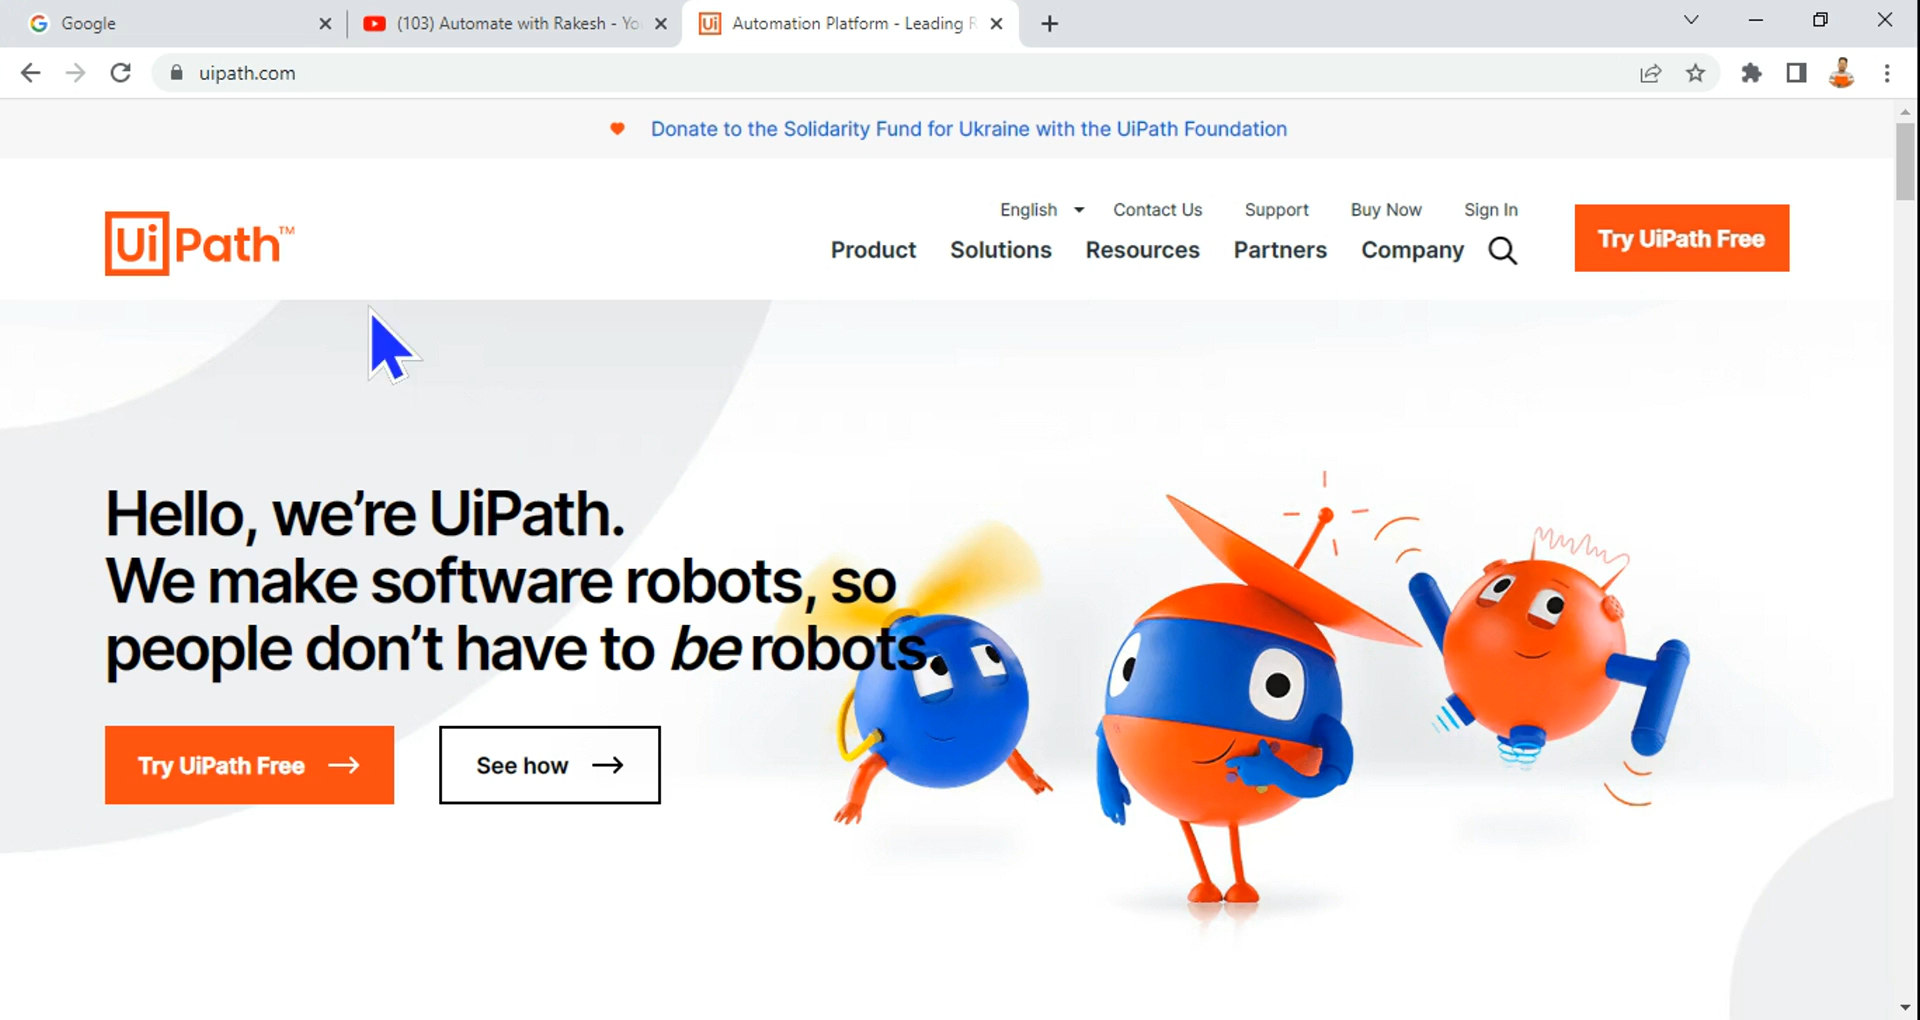 Google
(103) Automate with Rakesh - Yo
Automation Platform - Leading R
uipath.com
Donate to the Solidarity Fund for Ukraine with the UiPath Foundation
English
Contact Us
Support
Buy Now
Sign In
UiPath™
Product
Solutions
Resources
Partners
Company
Try UiPath Free
Hello, we’re UiPath.
We make software robots, so
people don’t have to be robots.
Try UiPath Free →
See how →